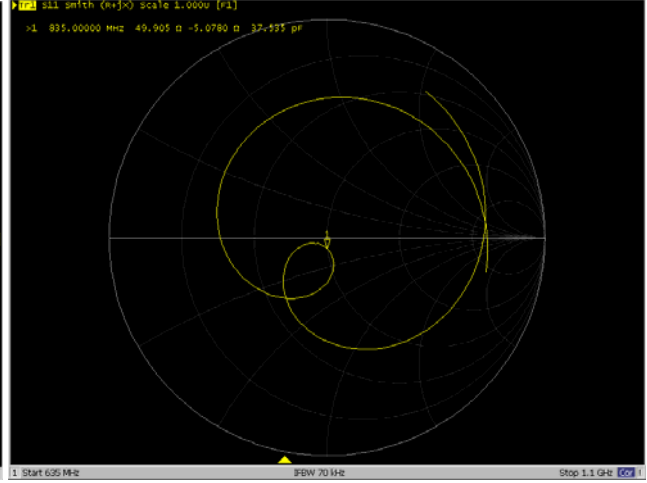 Tr1 S11 Smith (R+jX) Scale 1.000U [F1]
>1 835.00000 MHz 49.905 Ω -5.0780 Ω 37.535 pF
1
1 Start 635 MHz IFBW 70 kHz Stop 1.1 GHz Cor !